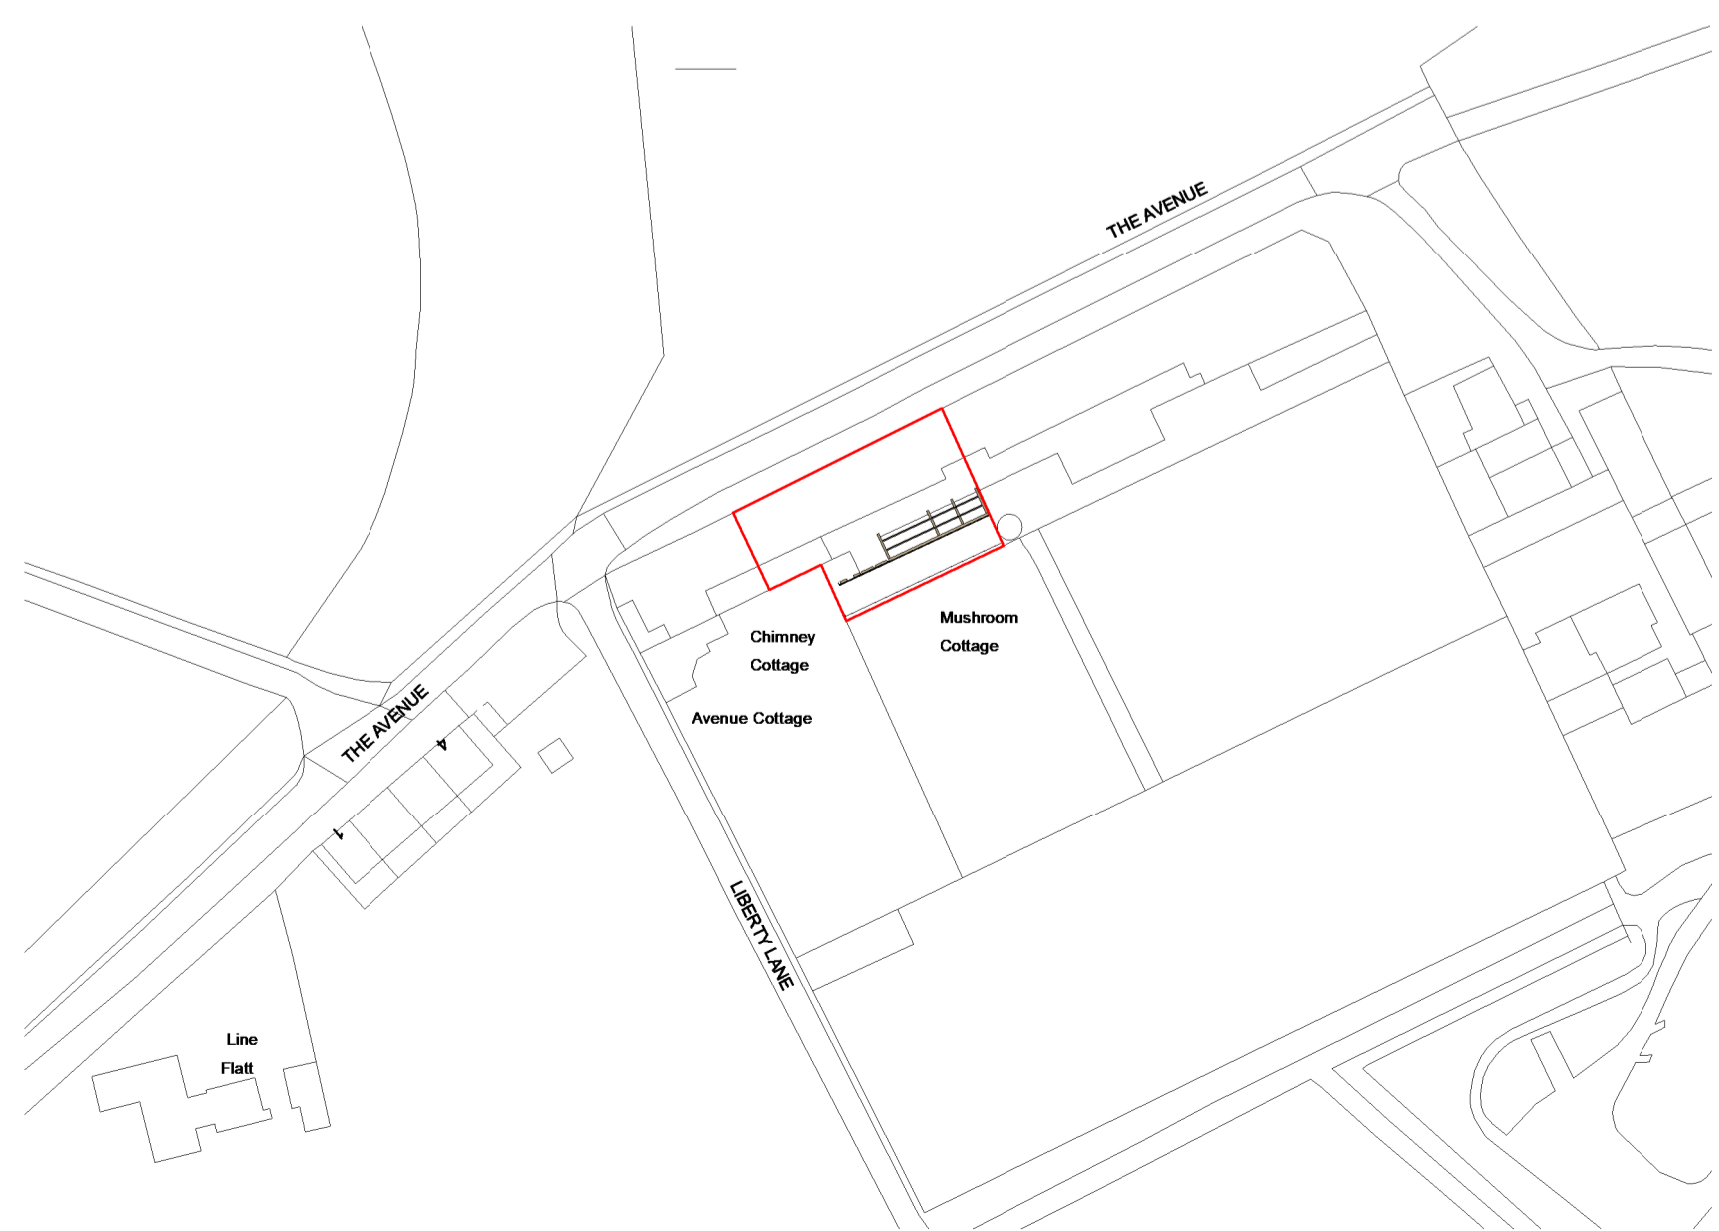 THE AVENUE
Chimney
Cottage
Mushroom
Cottage
Avenue Cottage
THE AVENUE
4
1
LIBERTY LANE
Line
Flatt